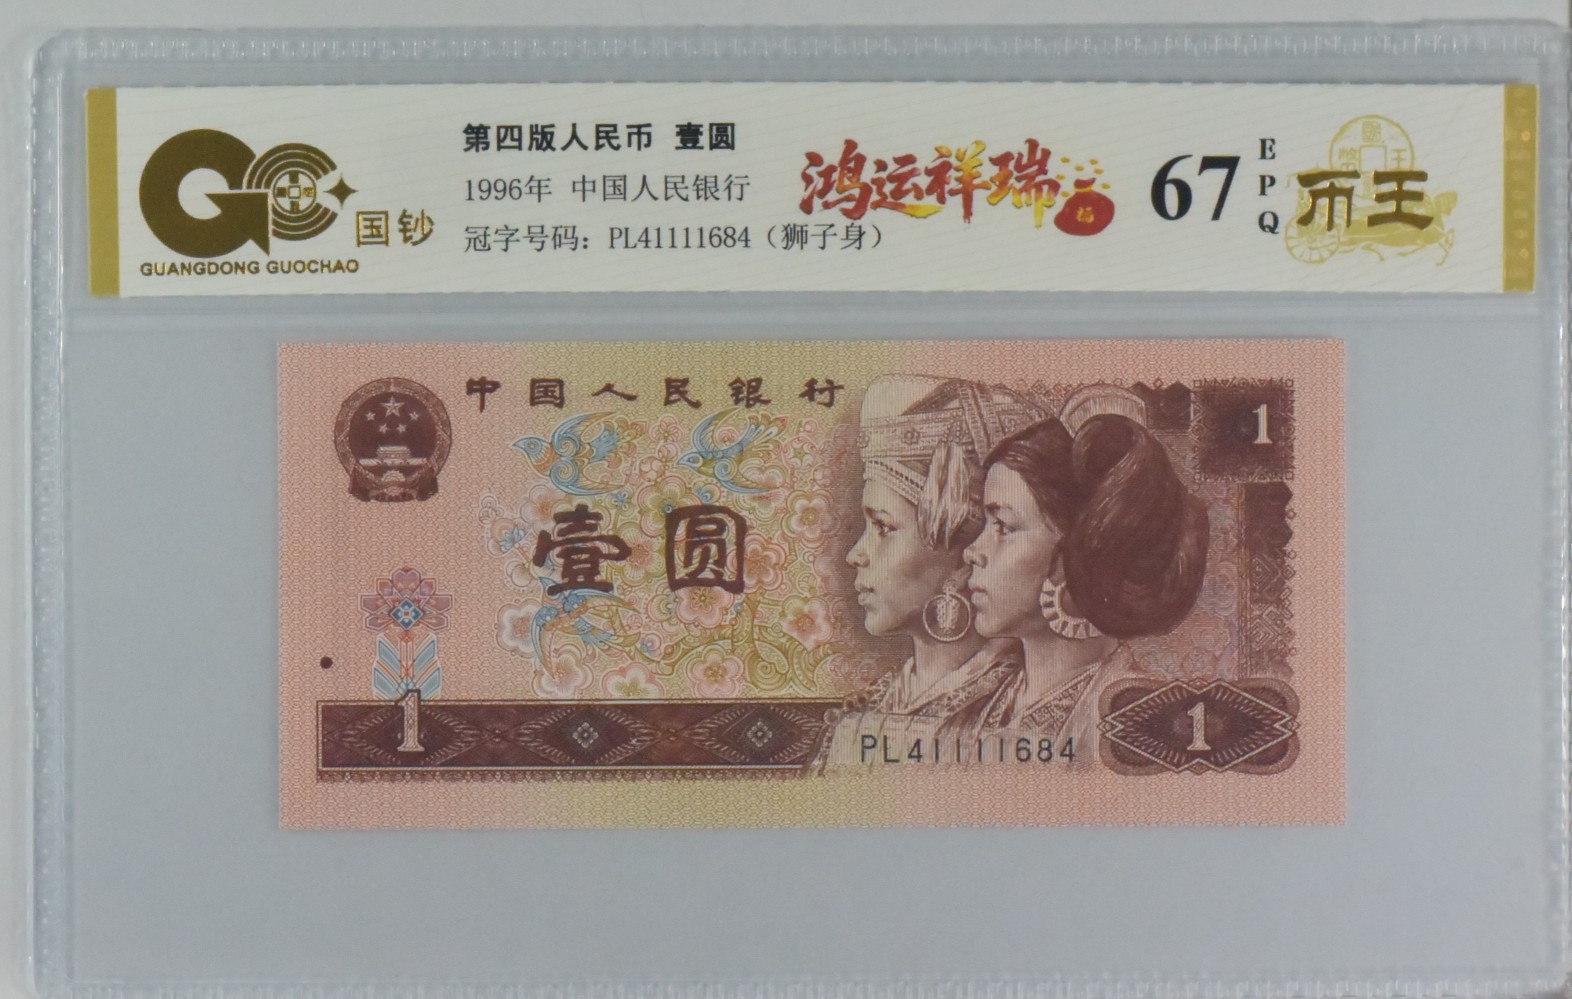 第四版人民币 壹圆
1996年 中国人民银行
冠字号码：PL41111684（狮子身）
国钞
GUANGDONG GUOCHAO
鸿运祥瑞
67
EPQ
币王
中国人民银行
1
壹圆
1
PL41111684
1